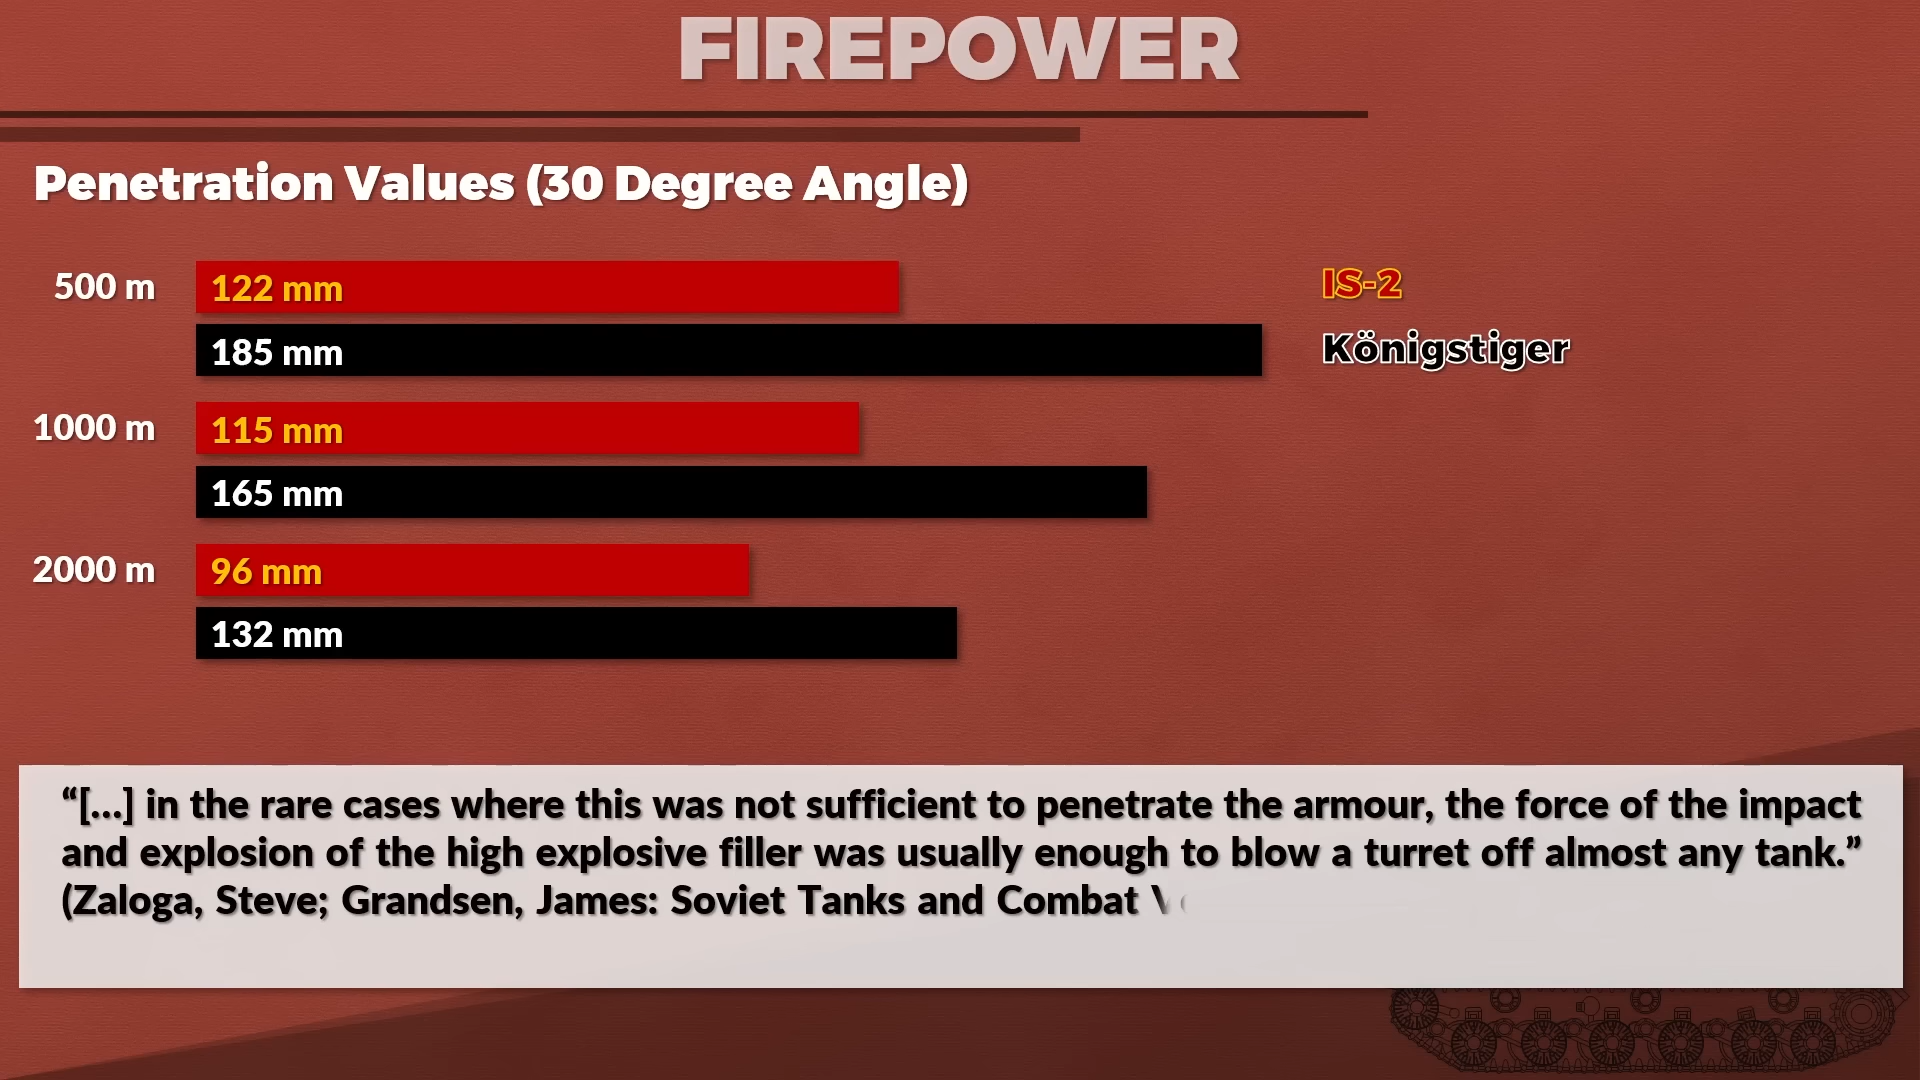 FIREPOWER
Penetration Values (30 Degree Angle)
500 m
122 mm
IS-2
185 mm
Königstiger
1000 m
115 mm
165 mm
2000 m
96 mm
132 mm
“[...] in the rare cases where this was not sufficient to penetrate the armour, the force of the impact
and explosion of the high explosive filler was usually enough to blow a turret off almost any tank.”
(Zaloga, Steve; Grandsen, James: Soviet Tanks and Combat